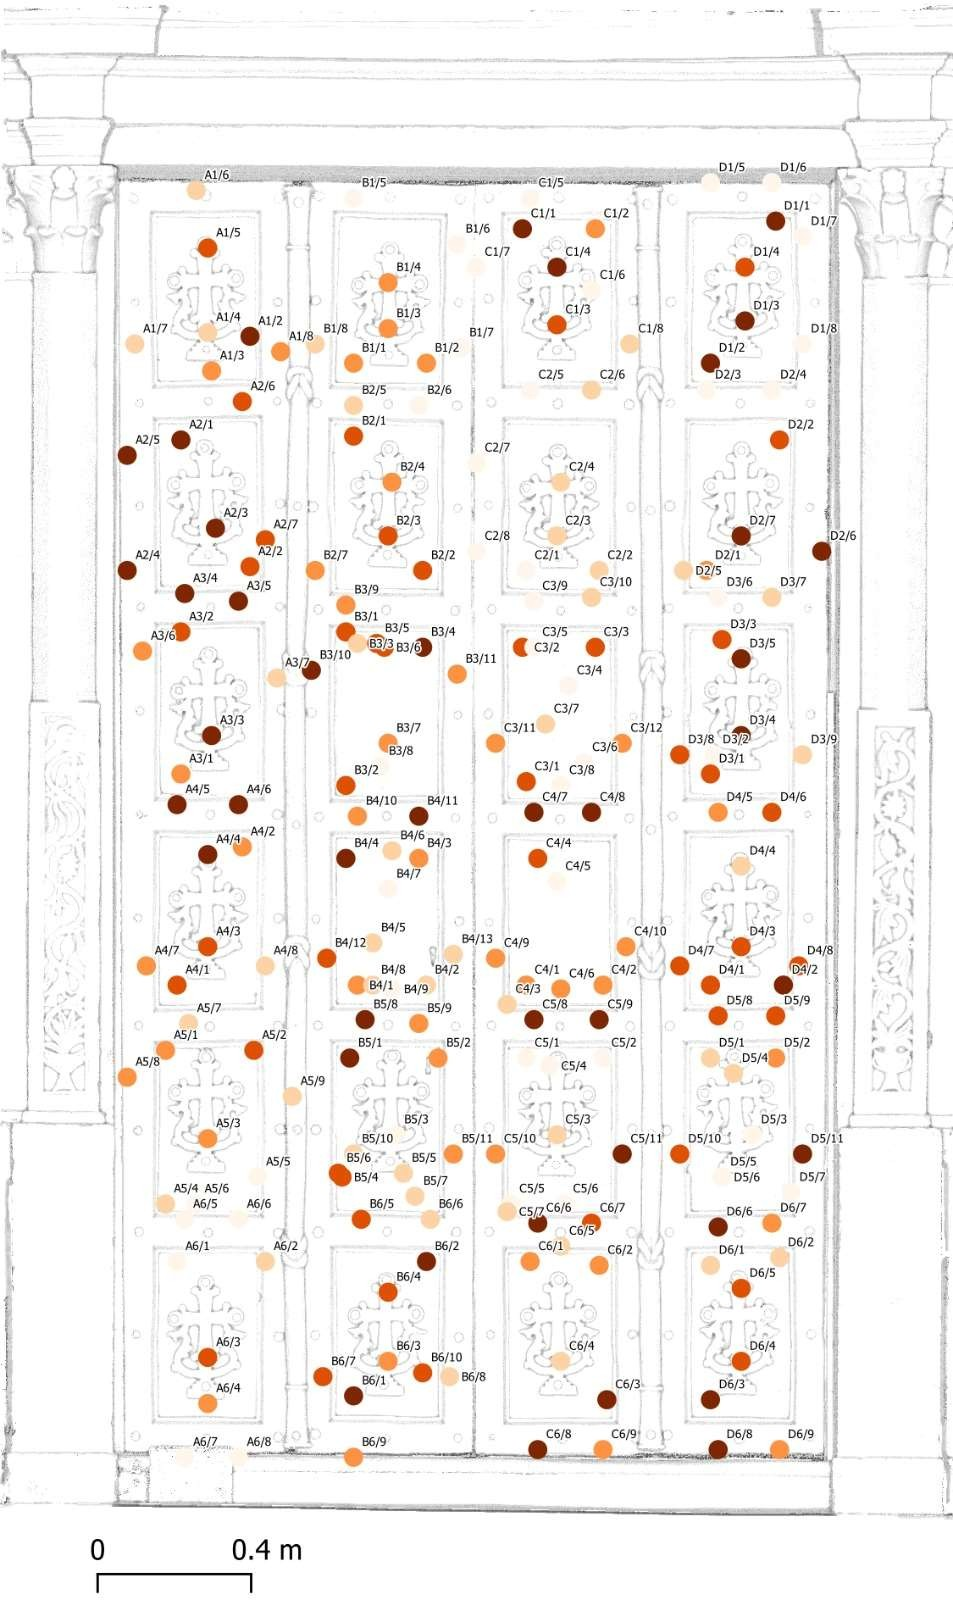 A1/6
B1/5
C1/5
D1/5
D1/6
A1/5
B1/6
C1/1
C1/2
D1/1
D1/7
C1/7
B1/4
C1/4
C1/6
D1/4
A1/4
A1/2
A1/7
A1/8
B1/8
B1/3
B1/7
C1/3
C1/8
D1/3
D1/8
A1/3
B1/1
B1/2
D1/2
A2/6
B2/5
B2/6
C2/5
C2/6
D2/3
D2/4
A2/1
A2/5
B2/1
C2/7
D2/2
B2/4
C2/4
A2/3
A2/7
B2/3
C2/3
C2/8
D2/7
D2/6
A2/4
A2/2
B2/7
B2/2
C2/1
C2/2
D2/1
D2/5
A3/4
A3/5
B3/9
C3/9
C3/10
D3/6
D3/7
A3/2
A3/6
B3/1
B3/5
B3/3
B3/6
B3/4
C3/5
C3/2
C3/3
D3/3
D3/5
A3/7
B3/10
B3/11
C3/4
A3/3
B3/7
B3/8
C3/7
C3/11
C3/6
C3/12
D3/4
D3/8
D3/2
D3/9
A3/1
B3/2
C3/1
C3/8
D3/1
A4/5
A4/6
B4/10
B4/11
C4/7
C4/8
D4/5
D4/6
A4/4
A4/2
B4/4
B4/6
B4/3
C4/4
C4/5
D4/4
B4/7
A4/3
B4/5
B4/12
B4/13
C4/9
C4/10
D4/3
A4/7
A4/8
D4/7
D4/8
A4/1
B4/8
B4/1
B4/9
B4/2
C4/1
C4/3
C4/6
C4/2
D4/1
D4/2
A5/7
B5/8
B5/9
C5/8
C5/9
D5/8
D5/9
A5/1
A5/2
B5/1
B5/2
C5/1
C5/2
C5/4
D5/1
D5/4
D5/2
A5/8
A5/9
A5/3
B5/3
C5/3
D5/3
B5/10
B5/11
C5/10
C5/11
D5/10
D5/11
A5/5
B5/6
B5/4
B5/5
D5/5
D5/6
A5/4
A5/6
B5/7
C5/5
C5/6
D5/7
A6/5
A6/6
B6/5
B6/6
C5/7
C6/6
C6/7
D6/6
D6/7
C6/5
A6/1
A6/2
B6/2
C6/1
C6/2
D6/1
D6/2
B6/4
D6/5
A6/3
B6/3
C6/4
D6/4
B6/7
B6/10
B6/8
A6/4
B6/1
C6/3
D6/3
A6/7
A6/8
B6/9
C6/8
C6/9
D6/8
D6/9
0 0.4 m